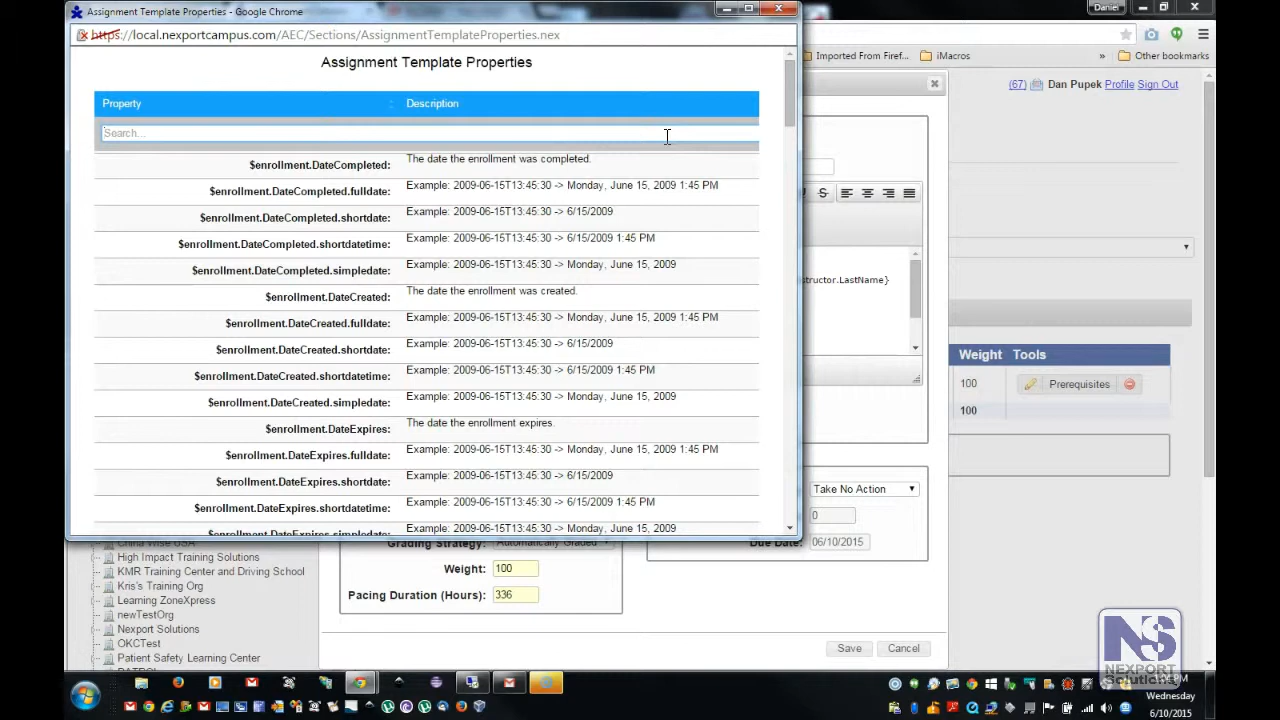 Assignment Template Properties - Google Chrome
Daniel
https://local.nexportcampus.com/AEC/Sections/AssignmentTemplateProperties.nex
Imported From Firef...
iMacros
»
Other bookmarks
Assignment Template Properties
(67) Dan Pupek Profile Sign Out
Property Description
Search...
$enrollment.DateCompleted: The date the enrollment was completed.
$enrollment.DateCompleted.fulldate: Example: 2009-06-15T13:45:30 -> Monday, June 15, 2009 1:45 PM
$enrollment.DateCompleted.shortdate: Example: 2009-06-15T13:45:30 -> 6/15/2009
$enrollment.DateCompleted.shortdatetime: Example: 2009-06-15T13:45:30 -> 6/15/2009 1:45 PM
$enrollment.DateCompleted.simpledate: Example: 2009-06-15T13:45:30 -> Monday, June 15, 2009
$enrollment.DateCreated: The date the enrollment was created.
$enrollment.DateCreated.fulldate: Example: 2009-06-15T13:45:30 -> Monday, June 15, 2009 1:45 PM
$enrollment.DateCreated.shortdate: Example: 2009-06-15T13:45:30 -> 6/15/2009
$enrollment.DateCreated.shortdatetime: Example: 2009-06-15T13:45:30 -> 6/15/2009 1:45 PM
$enrollment.DateCreated.simpledate: Example: 2009-06-15T13:45:30 -> Monday, June 15, 2009
$enrollment.DateExpires: The date the enrollment expires.
$enrollment.DateExpires.fulldate: Example: 2009-06-15T13:45:30 -> Monday, June 15, 2009 1:45 PM
$enrollment.DateExpires.shortdate: Example: 2009-06-15T13:45:30 -> 6/15/2009
$enrollment.DateExpires.shortdatetime: Example: 2009-06-15T13:45:30 -> 6/15/2009 1:45 PM
$enrollment.DateExpires.simpledate: Example: 2009-06-15T13:45:30 -> Monday, June 15, 2009
structor.LastName}
Weight Tools
100 Prerequisites
100
Take No Action
0
Due Date: 06/10/2015
Grading Strategy: Automatically Graded
Weight: 100
Pacing Duration (Hours): 336
Save Cancel
China Wise USA
High Impact Training Solutions
KMR Training Center and Driving School
Kris's Training Org
Learning ZoneXpress
newTestOrg
Nexport Solutions
OKCTest
Patient Safety Learning Center
NS
NEXPORT
Solutions
Wednesday
6/10/2015